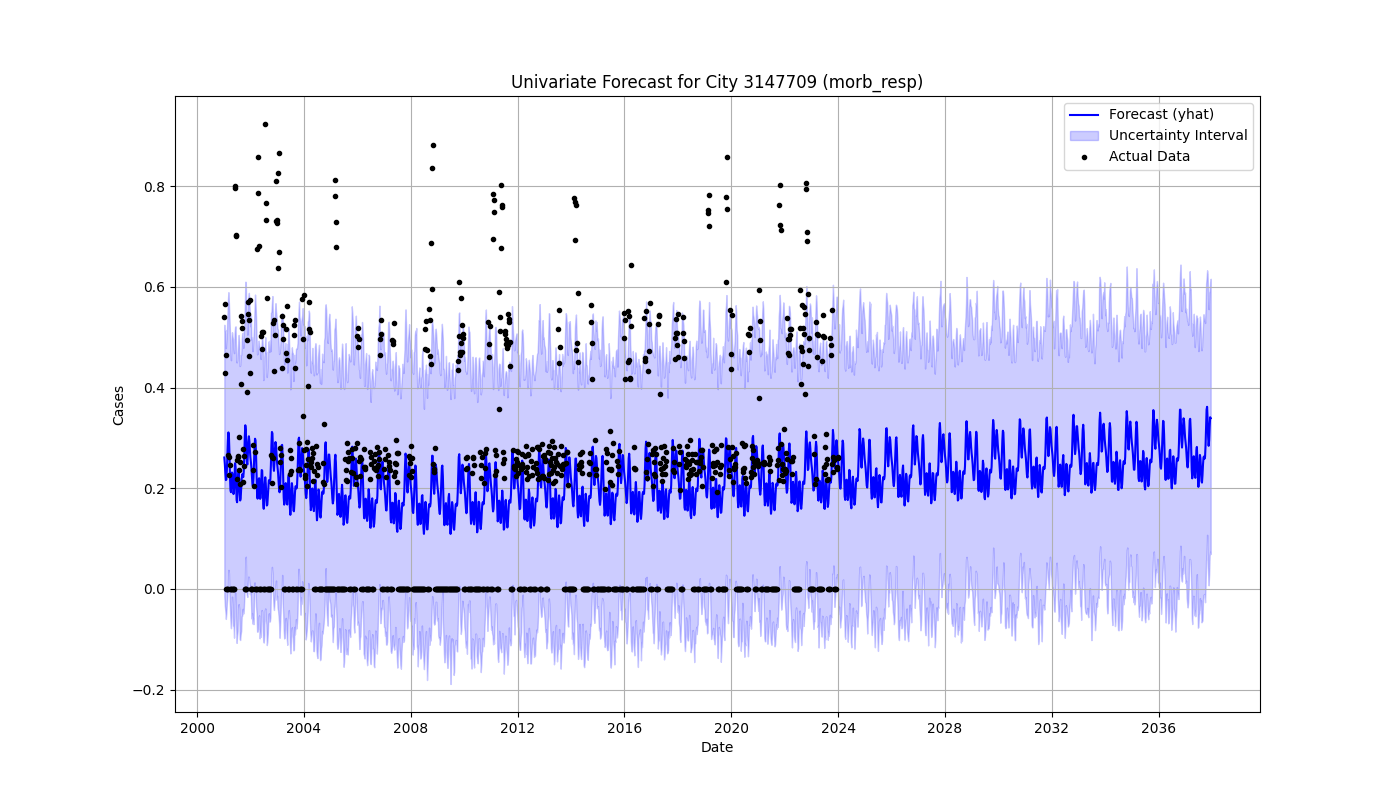 Univariate Forecast for City 3147709 (morb_resp)
Forecast (yhat)
Uncertainty Interval
Actual Data
Cases
0.8
0.6
0.4
0.2
0.0
−0.2
2000
2004
2008
2012
2016
2020
2024
2028
2032
2036
Date